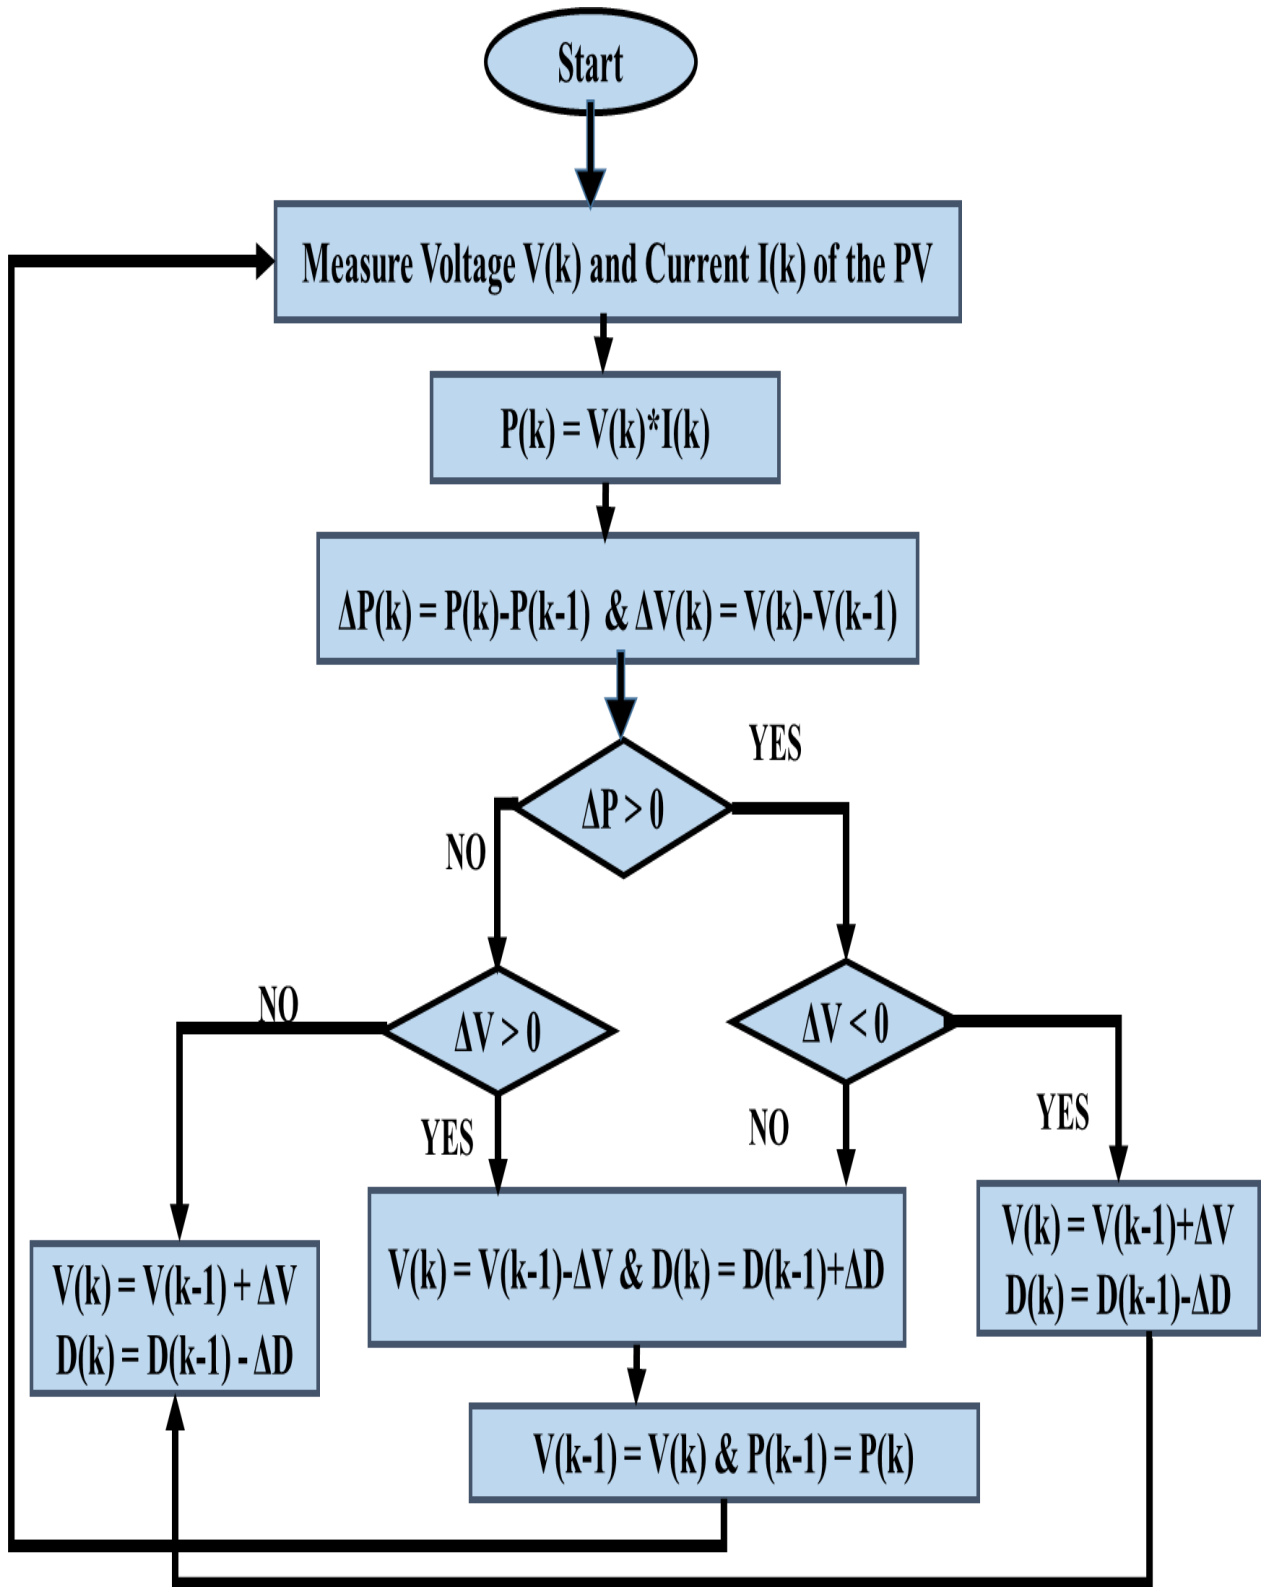 Start
Measure Voltage V(k) and Current I(k) of the PV
P(k) = V(k)*I(k)
ΔP(k) = P(k)-P(k-1) & ΔV(k) = V(k)-V(k-1)
YES
ΔP > 0
NO
NO
ΔV > 0
ΔV < 0
YES
NO
YES
V(k) = V(k-1) + ΔV
D(k) = D(k-1) - ΔD
V(k) = V(k-1)-ΔV & D(k) = D(k-1)+ΔD
V(k) = V(k-1)+ΔV
D(k) = D(k-1)-ΔD
V(k-1) = V(k) & P(k-1) = P(k)